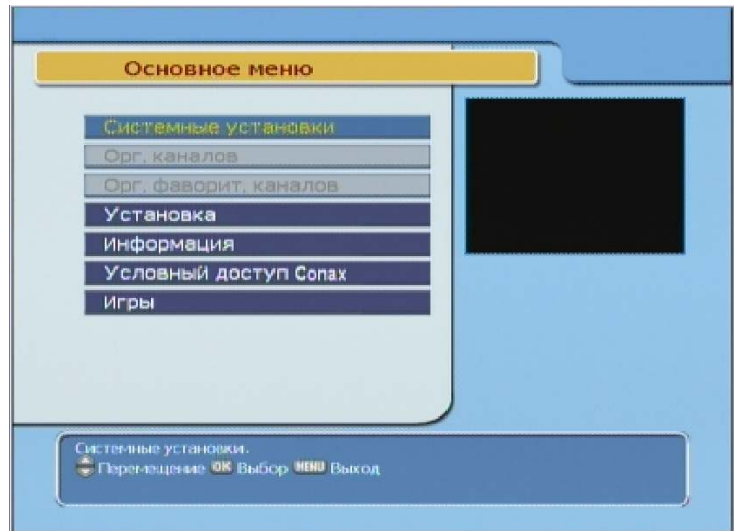 Основное меню
Системные установки
Орг. каналов
Орг. фаворит. каналов
Установка
Информация
Условный доступ Conax
Игры
Системные установки.
Перемещение OK Выбор MENU Выход